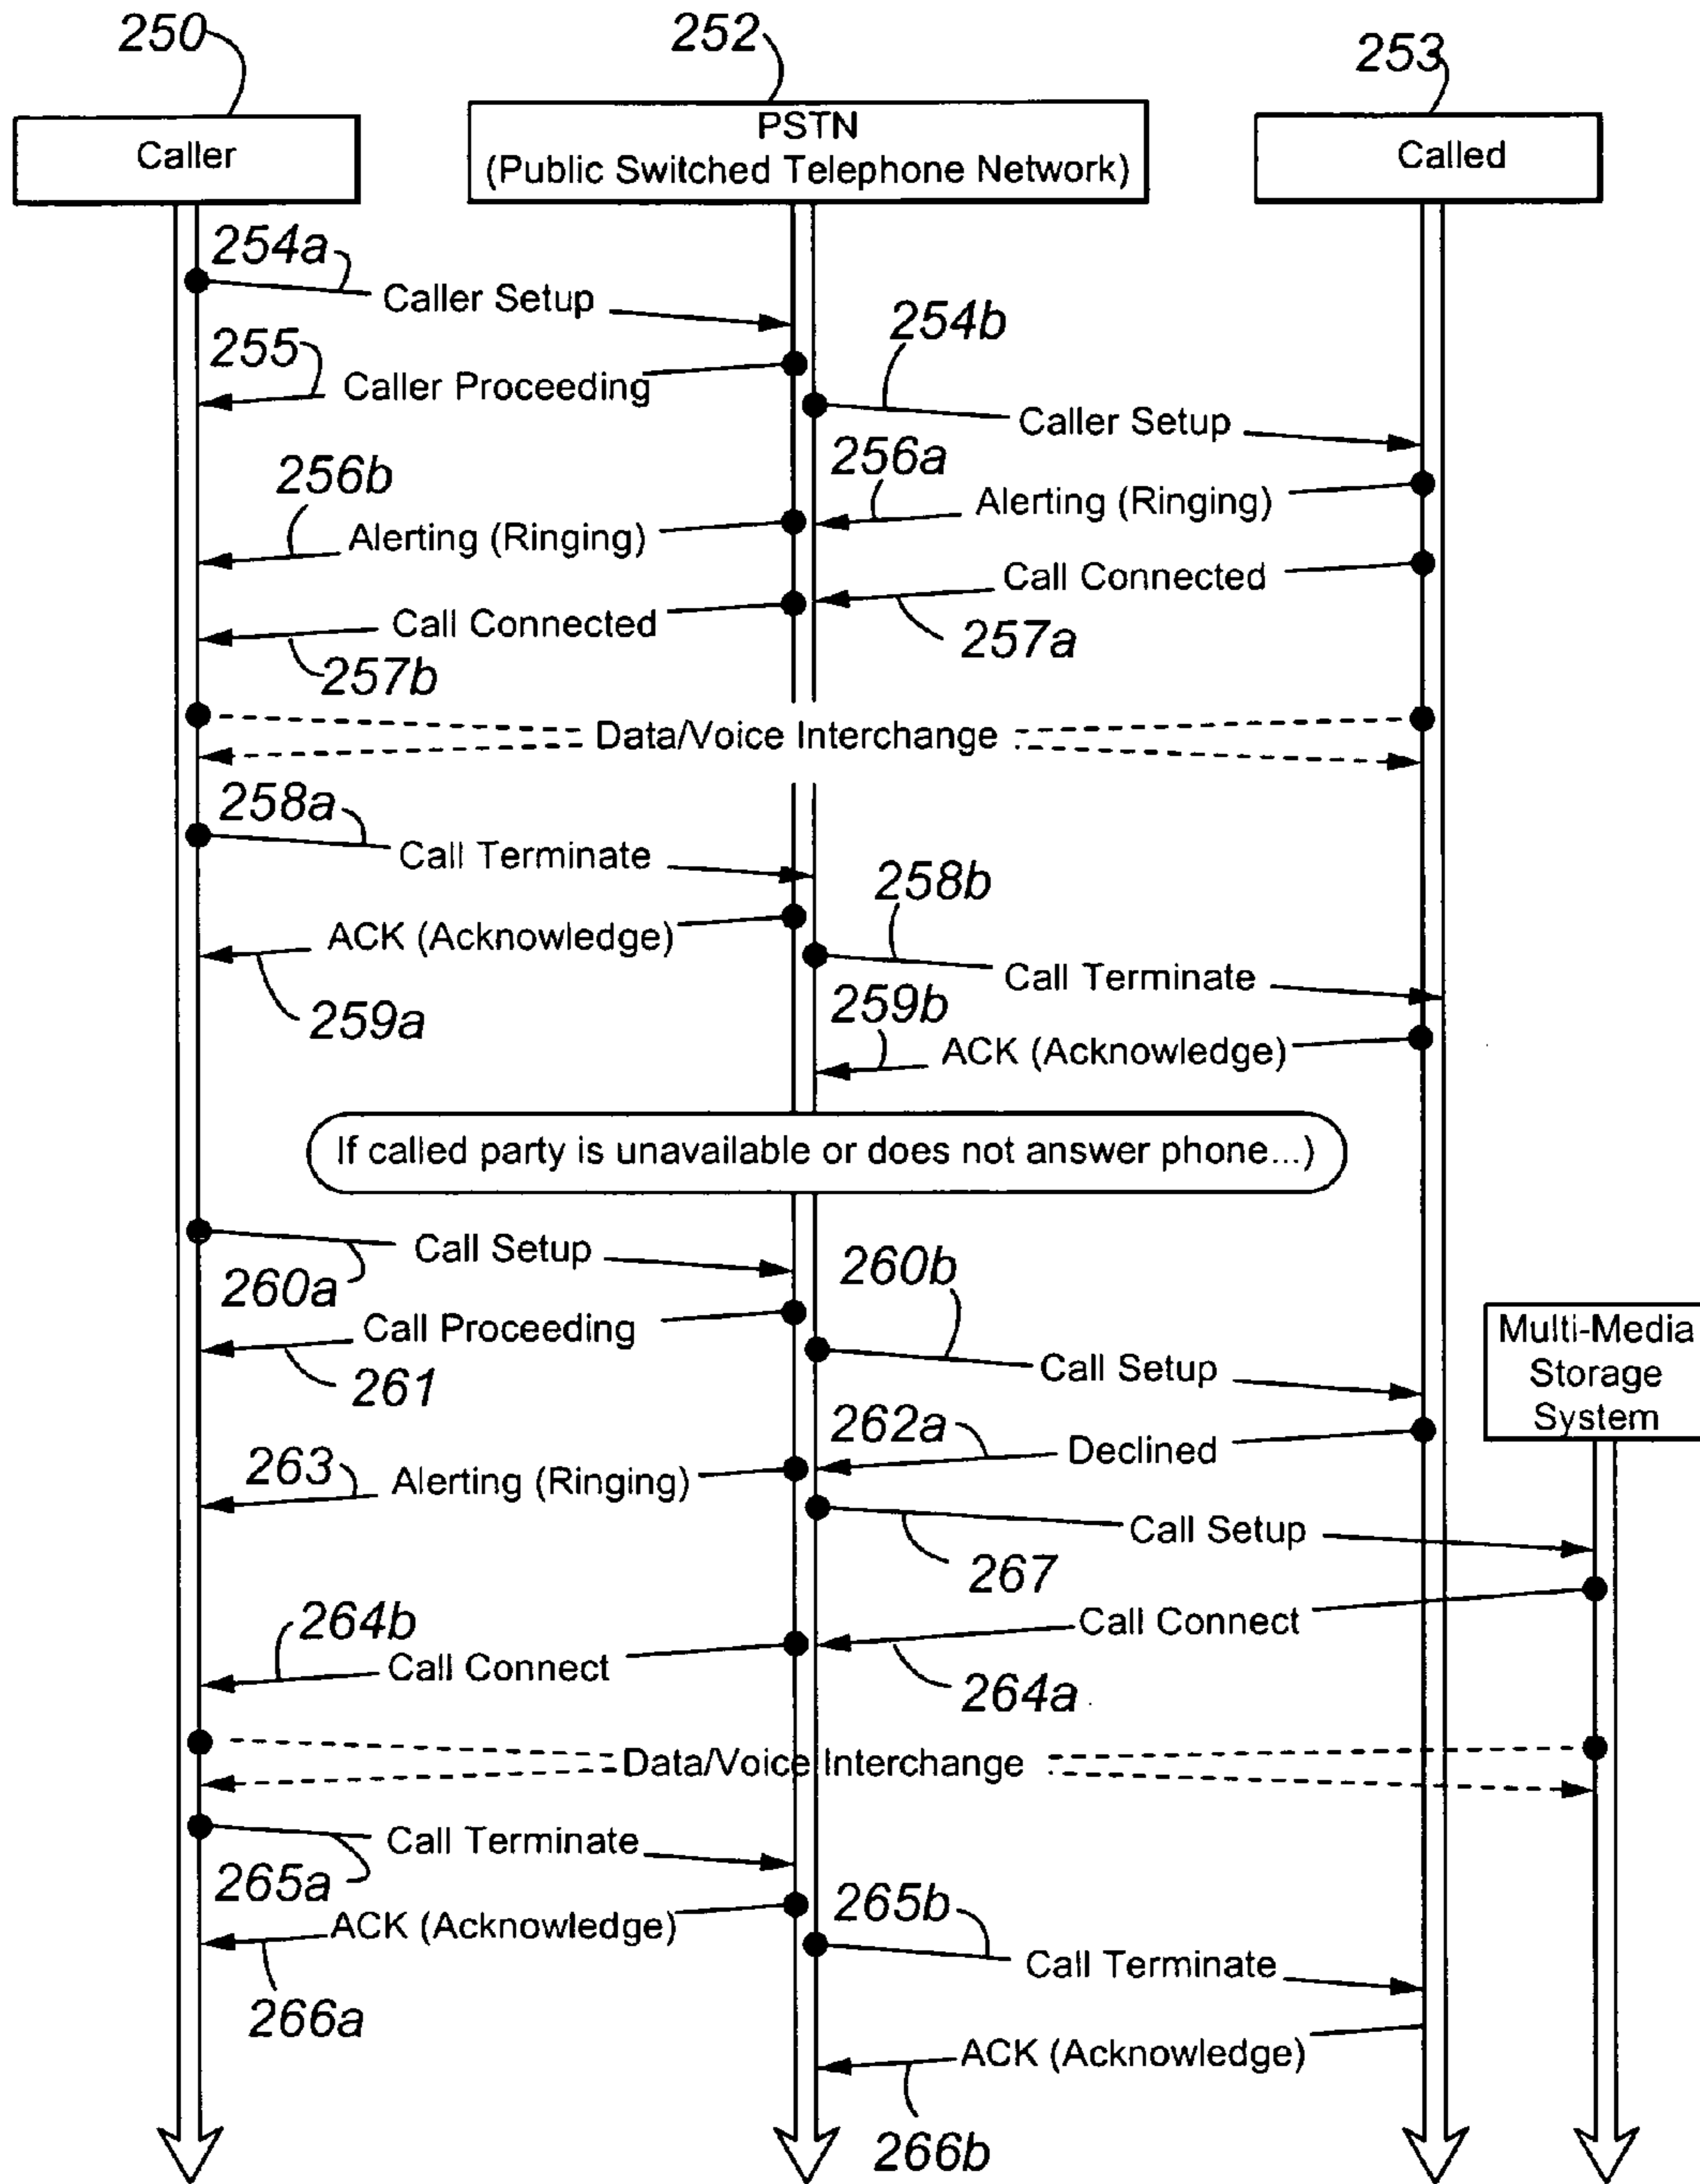 250
252
253
Caller
PSTN
(Public Switched Telephone Network)
Called
254a
Caller Setup
254b
255
Caller Proceeding
Caller Setup
256a
256b
Alerting (Ringing)
Alerting (Ringing)
Call Connected
Call Connected
257a
257b
Data/Voice Interchange
258a
Call Terminate
258b
ACK (Acknowledge)
Call Terminate
259a
259b
ACK (Acknowledge)
If called party is unavailable or does not answer phone...)
Call Setup
260b
260a
Call Proceeding
Multi-Media
Storage
System
Call Setup
261
262a
Declined
263
Alerting (Ringing)
Call Setup
267
264b
Call Connect
Call Connect
264a
Data/Voice Interchange
Call Terminate
265a
265b
ACK (Acknowledge)
Call Terminate
266a
ACK (Acknowledge)
266b